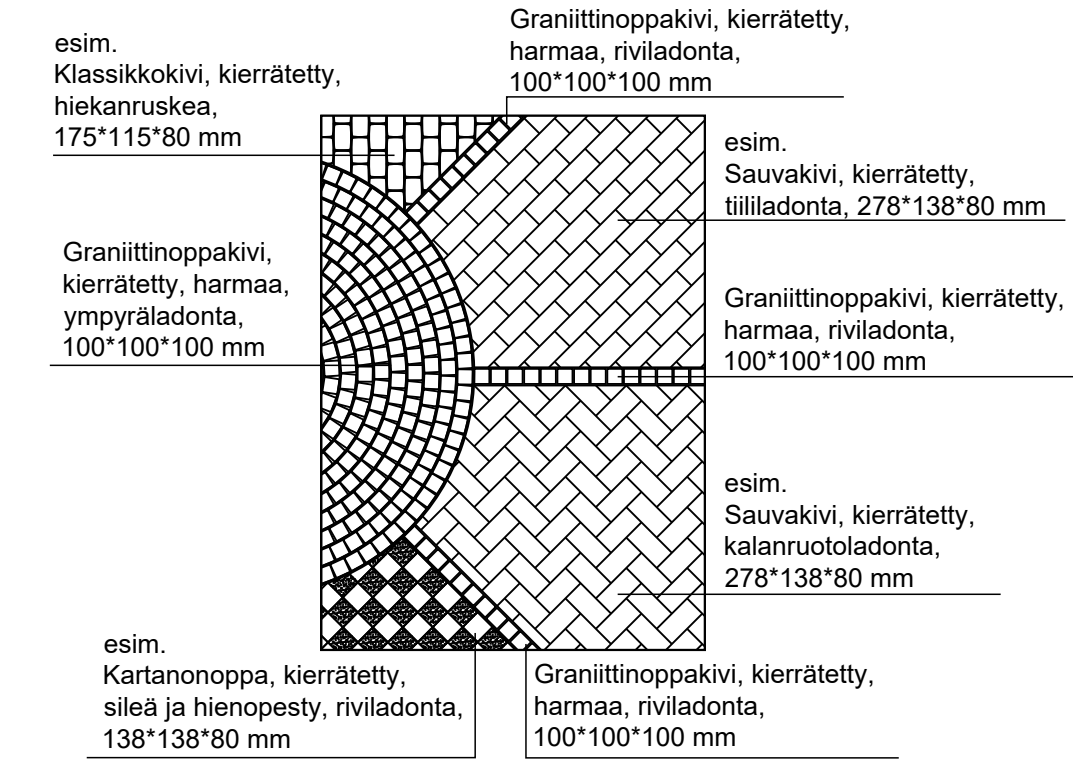 esim.
Klassikkokivi, kierrätetty,
hiekanruskea,
175*115*80 mm
Graniittinoppakivi, kierrätetty,
harmaa, riviladonta,
100*100*100 mm
esim.
Sauvakivi, kierrätetty,
tiililadonta, 278*138*80 mm
Graniittinoppakivi,
kierrätetty, harmaa,
ympyräladonta,
100*100*100 mm
Graniittinoppakivi, kierrätetty,
harmaa, riviladonta,
100*100*100 mm
esim.
Sauvakivi, kierrätetty,
kalanruotoladonta,
278*138*80 mm
esim.
Kartanonoppa, kierrätetty,
sileä ja hienopesty, riviladonta,
138*138*80 mm
Graniittinoppakivi, kierrätetty,
harmaa, riviladonta,
100*100*100 mm